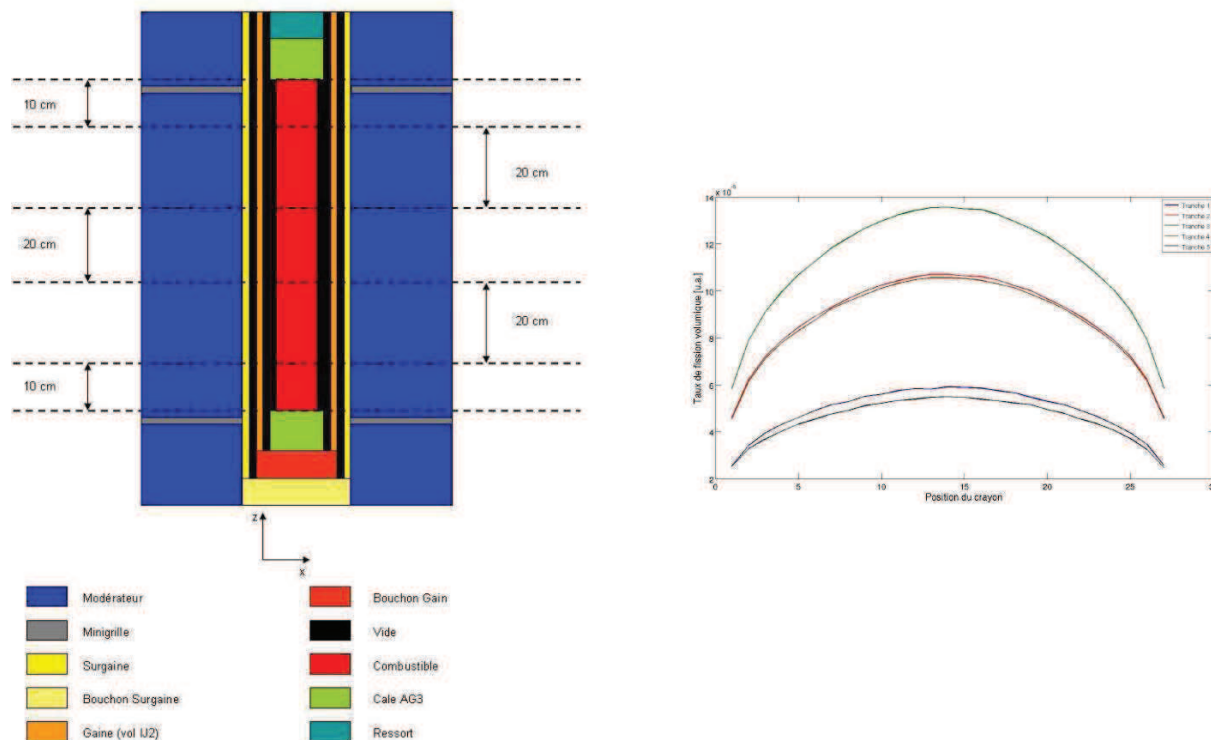 10 cm
20 cm
20 cm
20 cm
10 cm
z
x
Modérateur
Minigrille
Surgaine
Bouchon Surgaine
Gaine (vol IJ2)
Bouchon Gain
Vide
Combustible
Cale AG3
Ressort
14
12
10
8
6
4
2
0
5
10
15
20
25
30
Taux de fission volumique [u.a.]
Position du crayon
Tranche 1
Tranche 2
Tranche 3
Tranche 4
Tranche 5